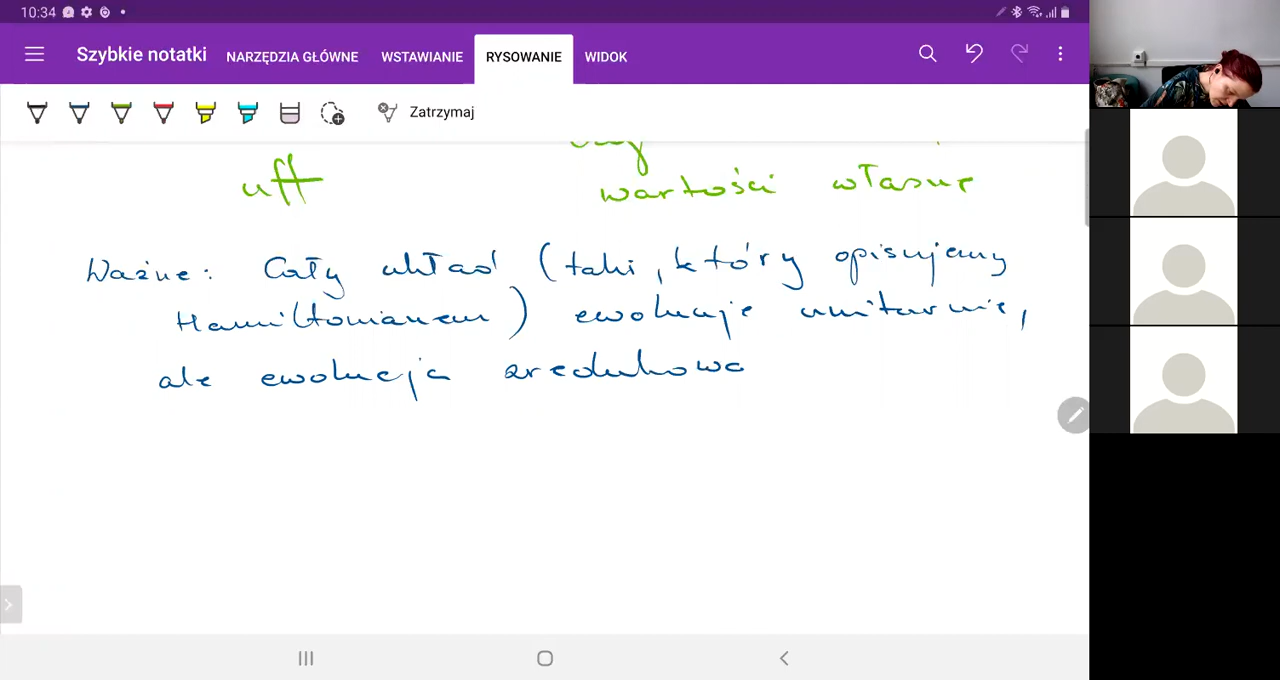 10:34
Szybkie notatki NARZĘDZIA GŁÓWNE WSTAWIANIE RYSOWANIE WIDOK
Zatrzymaj
uff
wartości własne
Ważne: Cały układ (taki, który opisujemy
Hamiltonianem) ewoluuje unitarnie,
ale ewolucja zredukowa